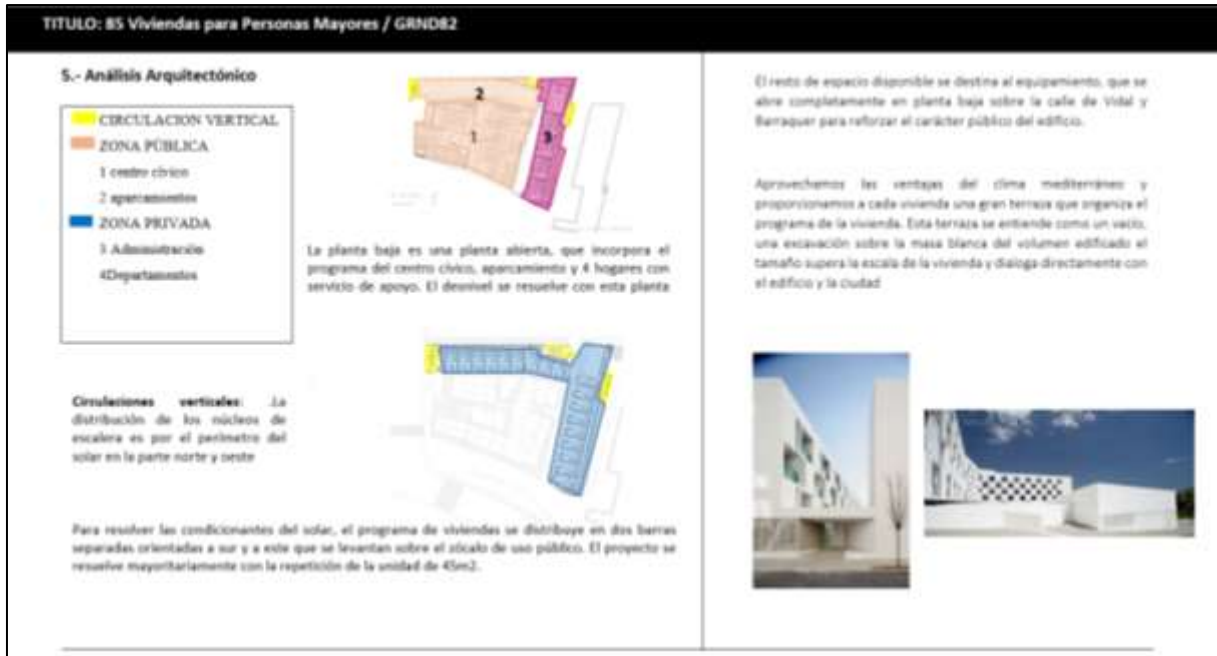 TITULO: 85 Viviendas para Personas Mayores / GRND82
5.- Análisis Arquitectónico
CIRCULACION VERTICAL
ZONA PÚBLICA
1 centro cívico
2 aparcamientos
ZONA PRIVADA
3 Administración
4Departamentos
2
1
3
La planta baja es una planta abierta, que incorpora el
programa del centro cívico, aparcamiento y 4 hogares con
servicio de apoyo. El desnivel se resuelve con esta planta
Circulaciones verticales: .La
distribución de los núcleos de
escalera es por el perímetro del
solar en la parte norte y oeste
Para resolver las condicionantes del solar, el programa de viviendas se distribuye en dos barras
separadas orientadas a sur y a este que se levantan sobre el zócalo de uso público. El proyecto se
resuelve mayoritariamente con la repetición de la unidad de 45m2.
El resto de espacio disponible se destina al equipamiento, que se
abre completamente en planta baja sobre la calle de Vidal y
Barraquer para reforzar el carácter público del edificio.
Aprovechamos las ventajas del clima mediterráneo y
proporcionamos a cada vivienda una gran terraza que organiza el
programa de la vivienda. Esta terraza se entiende como un vacío,
una excavación sobre la masa blanca del volumen edificado el
tamaño supera la escala de la vivienda y dialoga directamente con
el edificio y la ciudad